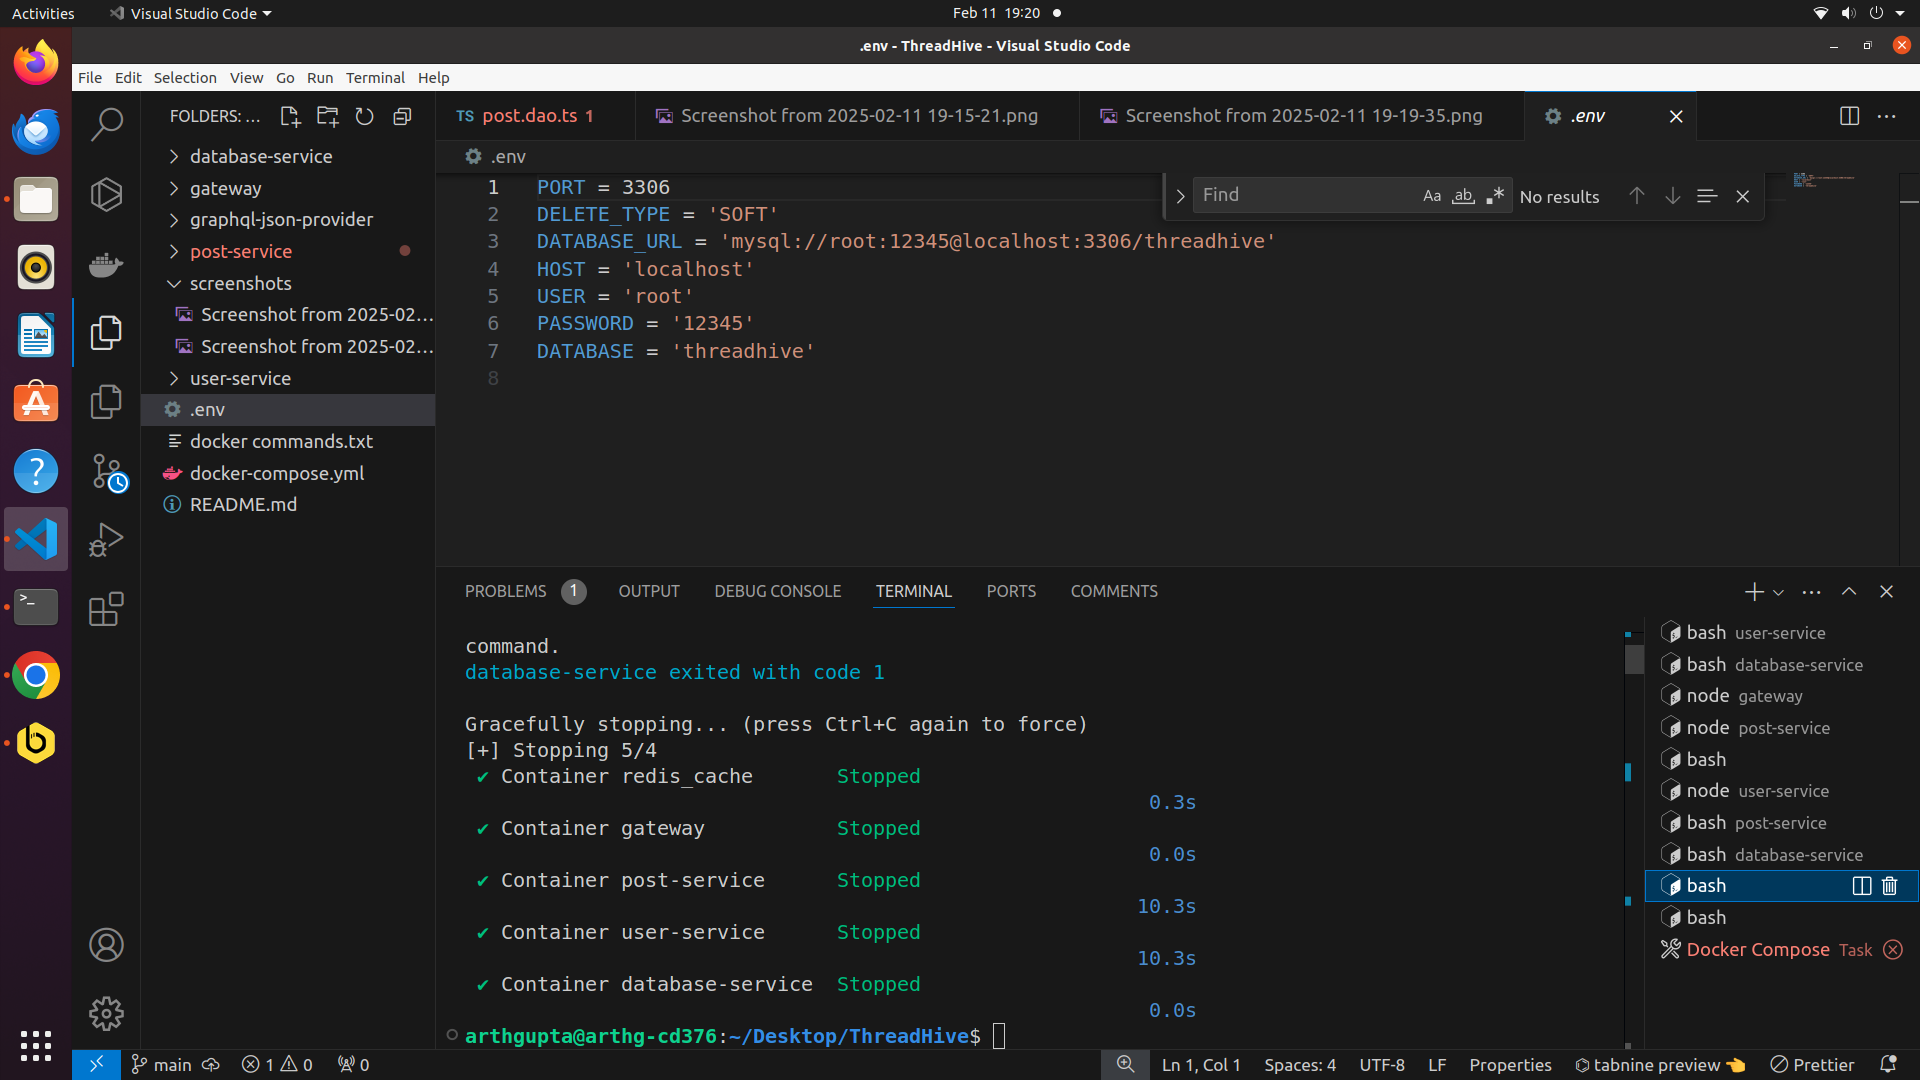 Activities
Visual Studio Code
Feb 11 19:20
.env - ThreadHive - Visual Studio Code
File Edit Selection View Go Run Terminal Help
FOLDERS: ...
database-service
gateway
graphql-json-provider
post-service
screenshots
Screenshot from 2025-02...
Screenshot from 2025-02...
user-service
.env
docker commands.txt
docker-compose.yml
README.md
TS post.dao.ts 1
Screenshot from 2025-02-11 19-15-21.png
Screenshot from 2025-02-11 19-19-35.png
.env
.env
Find
Aa ab
No results
1 PORT = 3306
2 DELETE_TYPE = 'SOFT'
3 DATABASE_URL = 'mysql://root:12345@localhost:3306/threadhive'
4 HOST = 'localhost'
5 USER = 'root'
6 PASSWORD = '12345'
7 DATABASE = 'threadhive'
8
PROBLEMS 1 OUTPUT DEBUG CONSOLE TERMINAL PORTS COMMENTS
command.
database-service exited with code 1
Gracefully stopping... (press Ctrl+C again to force)
[+] Stopping 5/4
✔ Container redis_cache Stopped
0.3s
✔ Container gateway Stopped
0.0s
✔ Container post-service Stopped
10.3s
✔ Container user-service Stopped
10.3s
✔ Container database-service Stopped
0.0s
arthgupta@arthg-cd376:~/Desktop/ThreadHive$
bash user-service
bash database-service
node gateway
node post-service
bash
node user-service
bash post-service
bash database-service
bash
bash
Docker Compose Task
main 1 0 0
Ln 1, Col 1 Spaces: 4 UTF-8 LF Properties tabnine preview Prettier